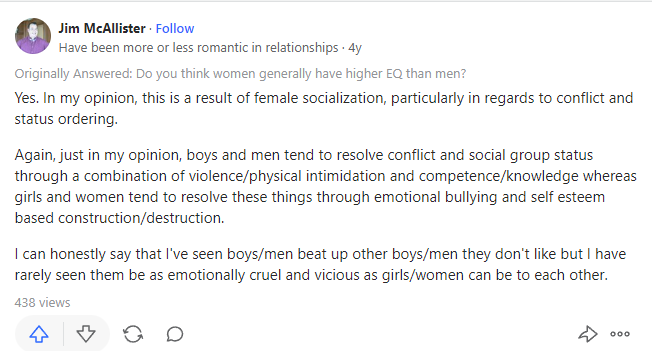 Jim McAllister · Follow
Have been more or less romantic in relationships · 4y
Originally Answered: Do you think women generally have higher EQ than men?
Yes. In my opinion, this is a result of female socialization, particularly in regards to conflict and
status ordering.
Again, just in my opinion, boys and men tend to resolve conflict and social group status
through a combination of violence/physical intimidation and competence/knowledge whereas
girls and women tend to resolve these things through emotional bullying and self esteem
based construction/destruction.
I can honestly say that I've seen boys/men beat up other boys/men they don't like but I have
rarely seen them be as emotionally cruel and vicious as girls/women can be to each other.
438 views